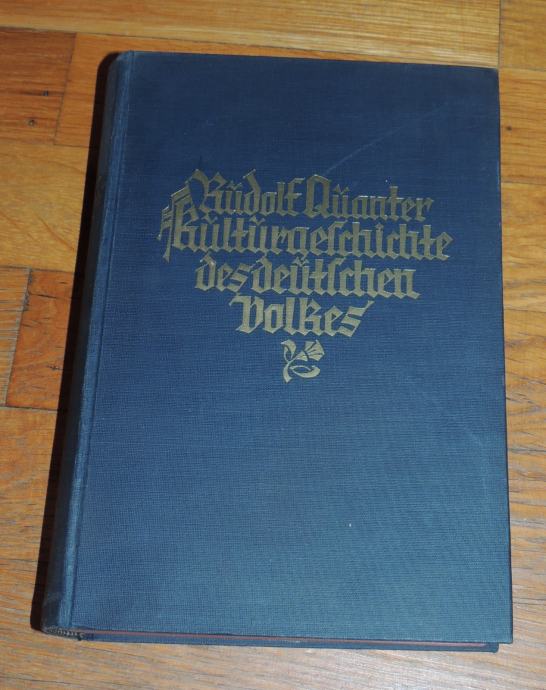 Rudolf Quanter
Kulturgeschichte
des deutschen
Volkes